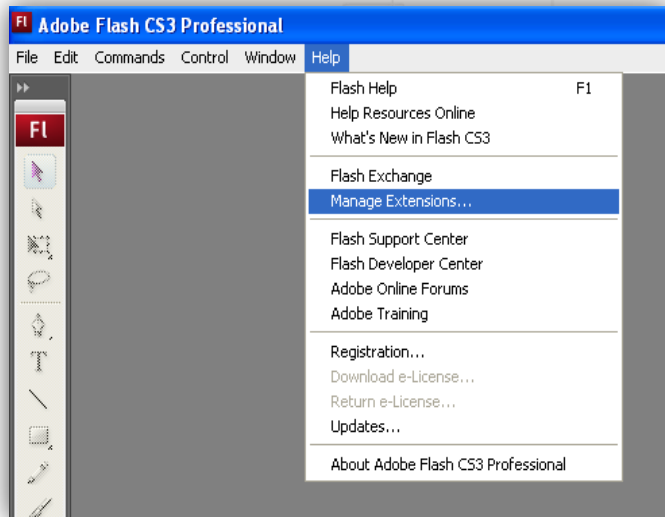 Fl Adobe Flash CS3 Professional
File Edit Commands Control Window Help
Fl
T
Flash Help F1
Help Resources Online
What's New in Flash CS3
Flash Exchange
Manage Extensions...
Flash Support Center
Flash Developer Center
Adobe Online Forums
Adobe Training
Registration...
Download e-License...
Return e-License...
Updates...
About Adobe Flash CS3 Professional